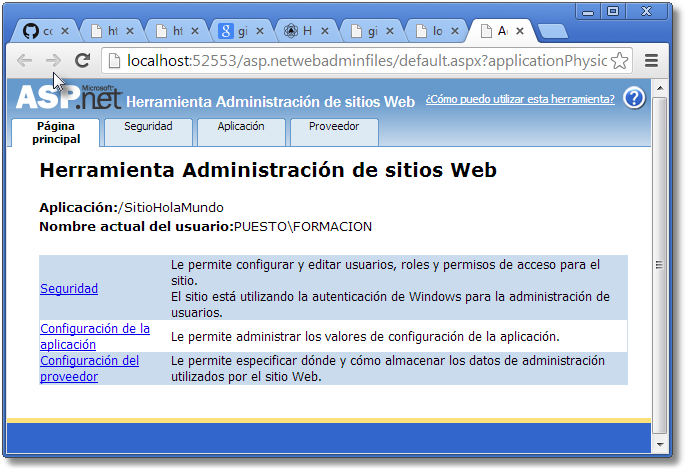 cc
ht
ht
gi
H
gi
lo
A
localhost:52553/asp.netwebadminfiles/default.aspx?applicationPhysic
Microsoft
ASP.net Herramienta Administración de sitios Web
¿Cómo puedo utilizar esta herramienta?
?
Página
principal
Seguridad
Aplicación
Proveedor
Herramienta Administración de sitios Web
Aplicación:/SitioHolaMundo
Nombre actual del usuario:PUESTO\FORMACION
Seguridad
Le permite configurar y editar usuarios, roles y permisos de acceso para el
sitio.
El sitio está utilizando la autenticación de Windows para la administración de
usuarios.
Configuración de la
aplicación
Le permite administrar los valores de configuración de la aplicación.
Configuración del
proveedor
Le permite especificar dónde y cómo almacenar los datos de administración
utilizados por el sitio Web.